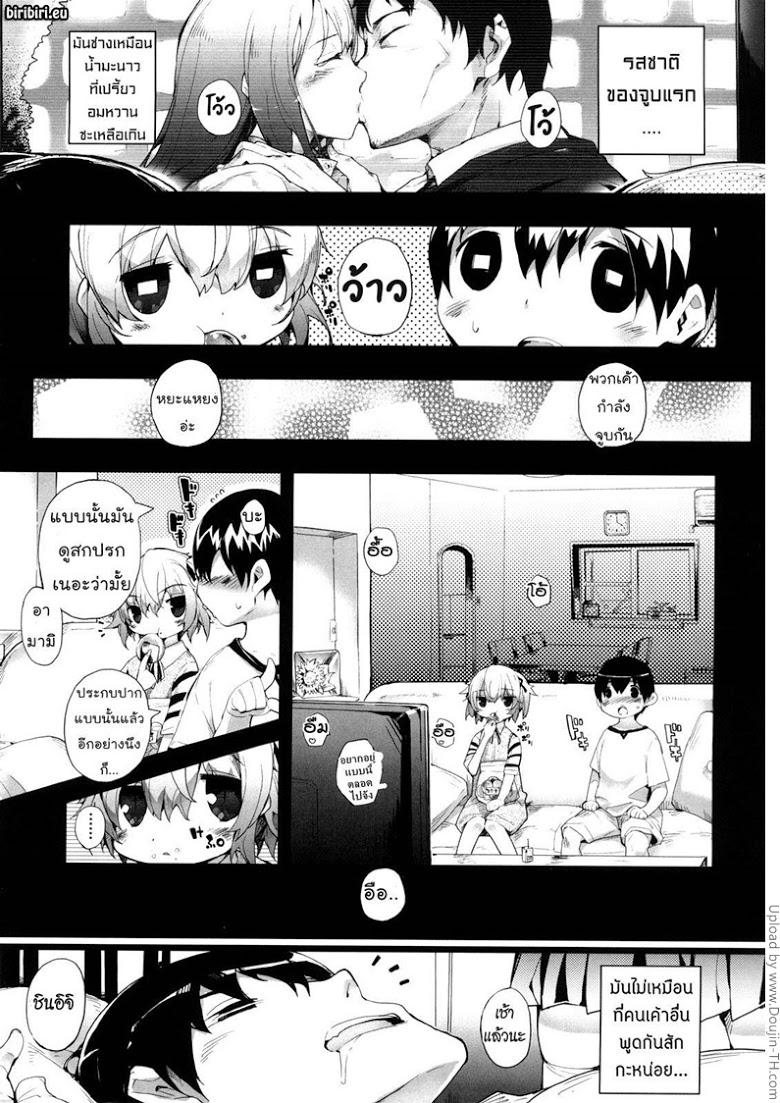 biribiri.eu
รสชาติ
ของจูบแรก
....
มันช่างเหมือน
น้ำมะนาว
ที่เปรี้ยว
อมหวาน
ซะเหลือเกิน
โว้
โว้ว
ว้าว
พวกเค้า
กำลัง
จูบกัน
หยะแหยง
อ่ะ
อื้อ
โอ้
อืม
อือ
อยากอยู่
แบบนี้
ตลอด
ไปจัง
อือ..
บะ
แบบนั้นมัน
ดูสกปรก
เนอะว่ามั้ย
อา
มามิ
ประกบปาก
แบบนั้นแล้ว
อีกอย่างนึง
ก็...
......
มันไม่เหมือน
ที่คนเค้าอื่น
พูดกันสัก
กะหน่อย...
เช้า
แล้วนะ
ชินอิจิ
Upload by www.Doujin-TH.com